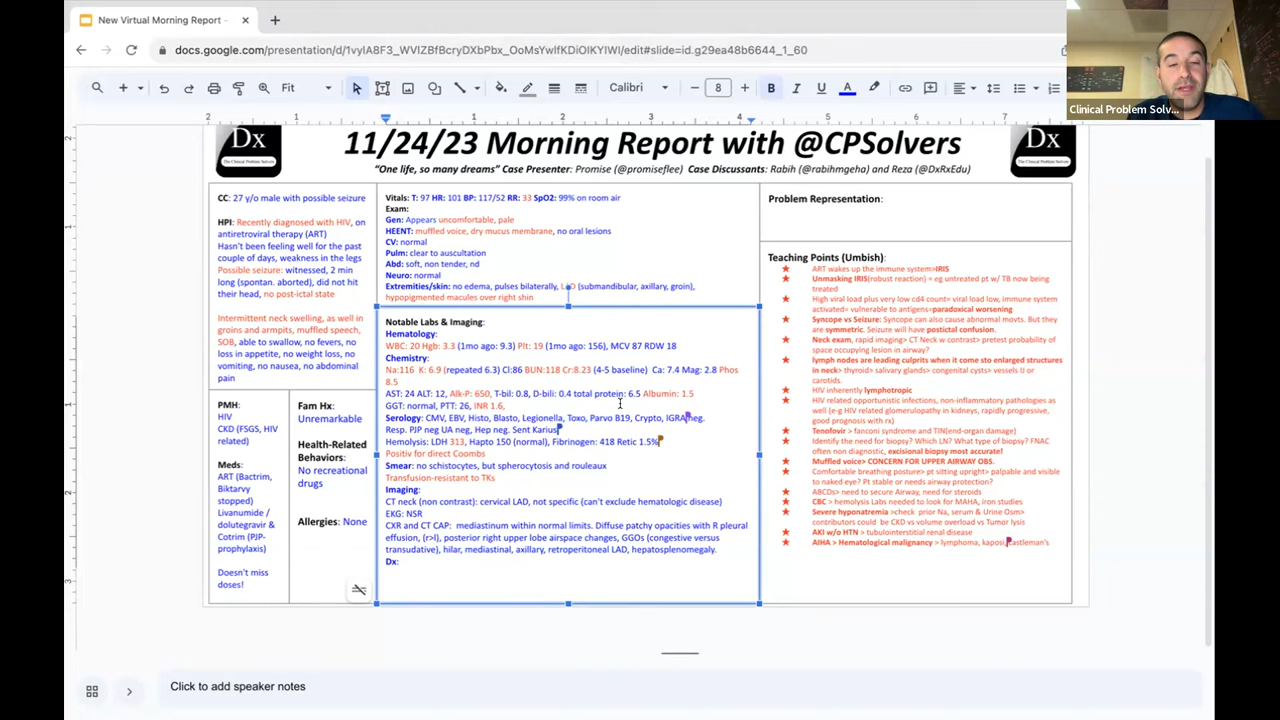 New Virtual Morning Report -
docs.google.com/presentation/d/1vylA8F3_WVlZBfBcryDXbPbx_OoMsYwlfKDiOlKYIWI/edit#slide=id.g29ea48b6644_1_60
Fit
Calibri
8
Clinical Problem Solv...
2 1 1 2 3 4 5 6 7
Dx
The Clinical Problem Solvers
11/24/23 Morning Report with @CPSolvers
"One life, so many dreams" Case Presenter: Promise (@promiseflee) Case Discussants: Rabih (@rabihmgeha) and Reza (@DxRxEdu)
Dx
The Clinical Problem Solvers
CC: 27 y/o male with possible seizure
HPI: Recently diagnosed with HIV, on
antiretroviral therapy (ART)
Hasn't been feeling well for the past
couple of days, weakness in the legs
Possible seizure: witnessed, 2 min
long (spontan. aborted), did not hit
their head, no post-ictal state
Intermittent neck swelling, as well in
groins and armpits, muffled speech,
SOB, able to swallow, no fevers, no
loss in appetite, no weight loss, no
vomiting, no nausea, no abdominal
pain
PMH:
HIV
CKD (FSGS, HIV
related)
Meds:
ART (Bactrim,
Biktarvy
stopped)
Livanumide /
dolutegravir &
Cotrim (PJP-
prophylaxis)
Doesn't miss
doses!
Fam Hx:
Unremarkable
Health-Related
Behaviors:
No recreational
drugs
Allergies: None
Vitals: T: 97 HR: 101 BP: 117/52 RR: 33 SpO2: 99% on room air
Exam:
Gen: Appears uncomfortable, pale
HEENT: muffled voice, dry mucus membrane, no oral lesions
CV: normal
Pulm: clear to auscultation
Abd: soft, non tender, nd
Neuro: normal
Extremities/skin: no edema, pulses bilaterally, LAD (submandibular, axillary, groin),
hypopigmented macules over right shin
Notable Labs & Imaging:
Hematology:
WBC: 20 Hgb: 3.3 (1mo ago: 9.3) Plt: 19 (1mo ago: 156), MCV 87 RDW 18
Chemistry:
Na:116 K: 6.9 (repeated 6.3) Cl:86 BUN:118 Cr:8.23 (4-5 baseline) Ca: 7.4 Mag: 2.8 Phos
8.5
AST: 24 ALT: 12, Alk-P: 650, T-bil: 0.8, D-bili: 0.4 total protein: 6.5 Albumin: 1.5
GGT: normal, PTT: 26, INR 1.6,
Serology: CMV, EBV, Histo, Blasto, Legionella, Toxo, Parvo B19, Crypto, IGRA neg.
Resp. PJP neg UA neg, Hep neg. Sent Karius
Hemolysis: LDH 313, Hapto 150 (normal), Fibrinogen: 418 Retic 1.5%
Positiv for direct Coombs
Smear: no schistocytes, but spherocytosis and rouleaux
Transfusion-resistant to TKs
Imaging:
CT neck (non contrast): cervical LAD, not specific (can't exclude hematologic disease)
EKG: NSR
CXR and CT CAP: mediastinum within normal limits. Diffuse patchy opacities with R pleural
effusion, (r>l), posterior right upper lobe airspace changes, GGOs (congestive versus
transudative), hilar, mediastinal, axillary, retroperitoneal LAD, hepatosplenomegaly.
Dx:
Problem Representation:
Teaching Points (Umbish):
★ ART wakes up the immune system>IRIS
★ Unmasking IRIS(robust reaction) = eg untreated pt w/ TB now being
treated
★ High viral load plus very low cd4 count= viral load low, immune system
activated= vulnerable to antigens=paradoxical worsening
★ Syncope vs Seizure: Syncope can also cause abnormal movts. But they
are symmetric. Seizure will have postictal confusion.
★ Neck exam, rapid imaging> CT Neck w contrast> pretest probability of
space occupying lesion in airway?
★ lymph nodes are leading culprits when it come sto enlarged structures
in neck> thyroid> salivary glands> congenital cysts> vessels IJ or
carotids.
★ HIV inherently lymphotropic
★ HIV related opportunistic infections, non-inflammatory pathologies as
well (e-g HIV related glomerulopathy in kidneys, rapidly progressive,
good prognosis with rx)
★ Tenofovir > fanconi syndrome and TIN(end-organ damage)
★ Identify the need for biopsy? Which LN? What type of biopsy? FNAC
often non diagnostic, excisional biopsy most accurate!
★ Muffled voice> CONCERN FOR UPPER AIRWAY OBS.
★ Comfortable breathing posture> pt sitting upright> palpable and visible
to naked eye? Pt stable or needs airway protection?
★ ABCDs> need to secure Airway, need for steroids
★ CBC > hemolysis Labs needed to look for MAHA, iron studies
★ Severe hyponatremia >check prior Na, serum & Urine Osm>
contributors could be CKD vs volume overload vs Tumor lysis
★ AKI w/o HTN > tubulointerstitial renal disease
★ AIHA > Hematological malignancy > lymphoma, kaposi, castleman's
Click to add speaker notes